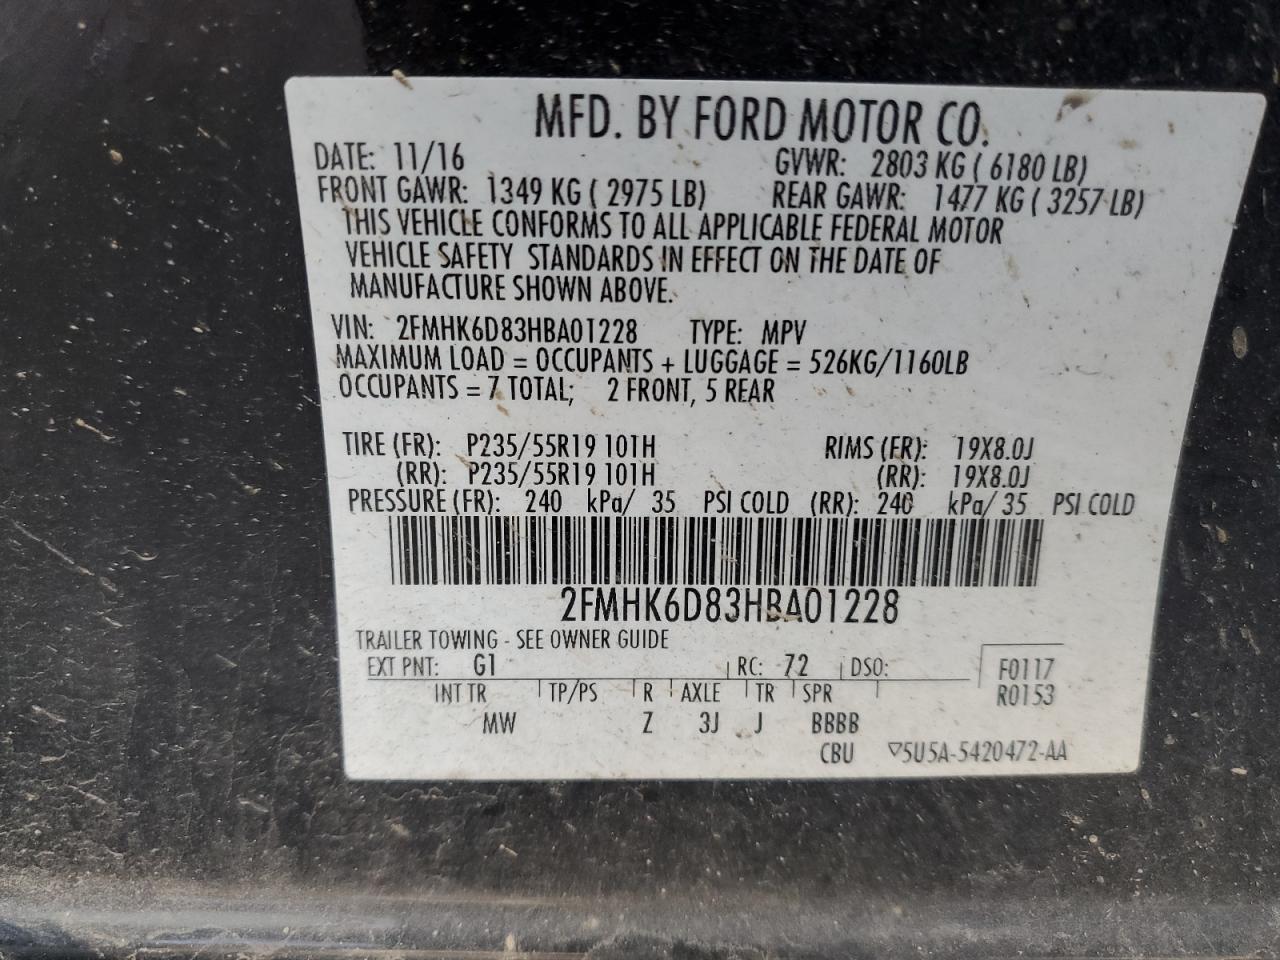 MFD. BY FORD MOTOR CO.
DATE: 11/16 GVWR: 2803 KG ( 6180 LB)
FRONT GAWR: 1349 KG ( 2975 LB) REAR GAWR: 1477 KG ( 3257 LB)
THIS VEHICLE CONFORMS TO ALL APPLICABLE FEDERAL MOTOR
VEHICLE SAFETY STANDARDS IN EFFECT ON THE DATE OF
MANUFACTURE SHOWN ABOVE.
VIN: 2FMHK6D83HBA01228 TYPE: MPV
MAXIMUM LOAD = OCCUPANTS + LUGGAGE = 526KG/1160LB
OCCUPANTS = 7 TOTAL; 2 FRONT, 5 REAR
TIRE (FR): P235/55R19 101H RIMS (FR): 19X8.0J
(RR): P235/55R19 101H (RR): 19X8.0J
PRESSURE (FR): 240 kPa/ 35 PSI COLD (RR): 240 kPa/ 35 PSI COLD
2FMHK6D83HBA01228
TRAILER TOWING - SEE OWNER GUIDE
EXT PNT: G1 RC: 72 DSO: F0117
INT TR TP/PS R AXLE TR SPR R0153
MW Z 3J J BBBB
CBU ▽5U5A-5420472-AA